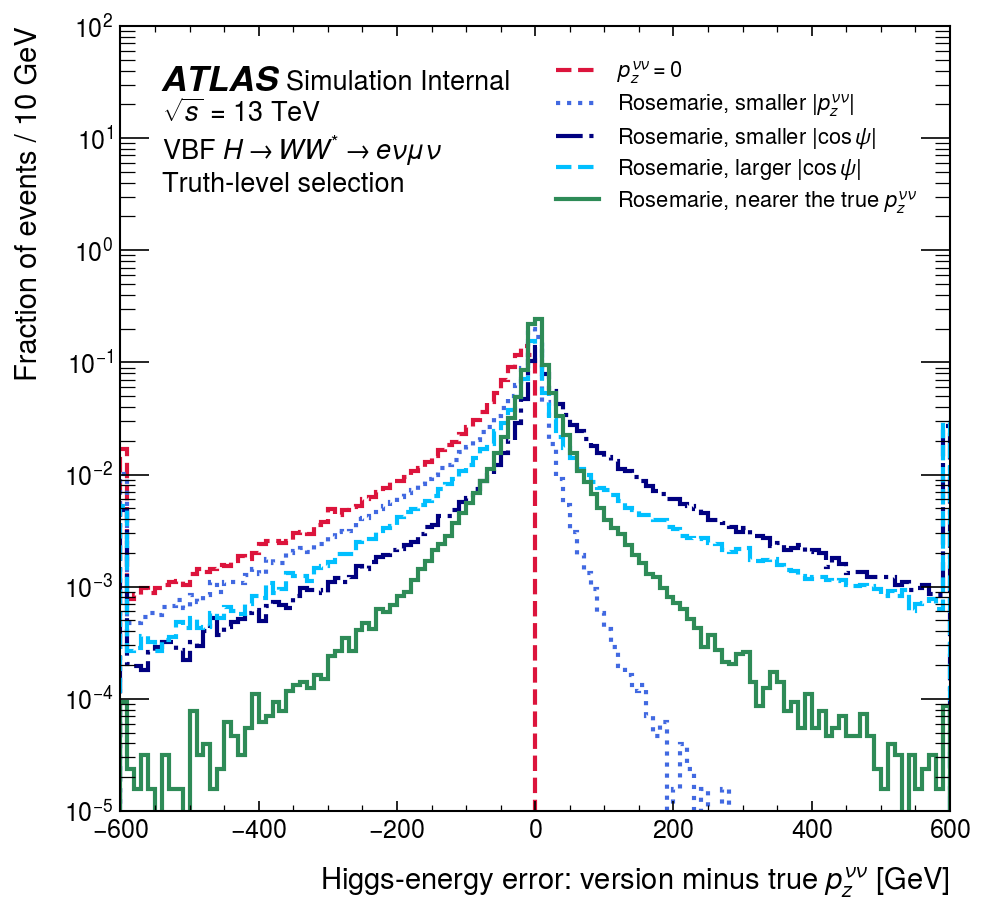 ATLAS Simulation Internal
√s = 13 TeV
VBF H → WW* → eνμν
Truth-level selection
p_z^{νν} = 0
Rosemarie, smaller |p_z^{νν}|
Rosemarie, smaller |cos ψ|
Rosemarie, larger |cos ψ|
Rosemarie, nearer the true p_z^{νν}
Fraction of events / 10 GeV
10^2
10^1
10^0
10^{−1}
10^{−2}
10^{−3}
10^{−4}
10^{−5}
−600 −400 −200 0 200 400 600
Higgs-energy error: version minus true p_z^{νν} [GeV]